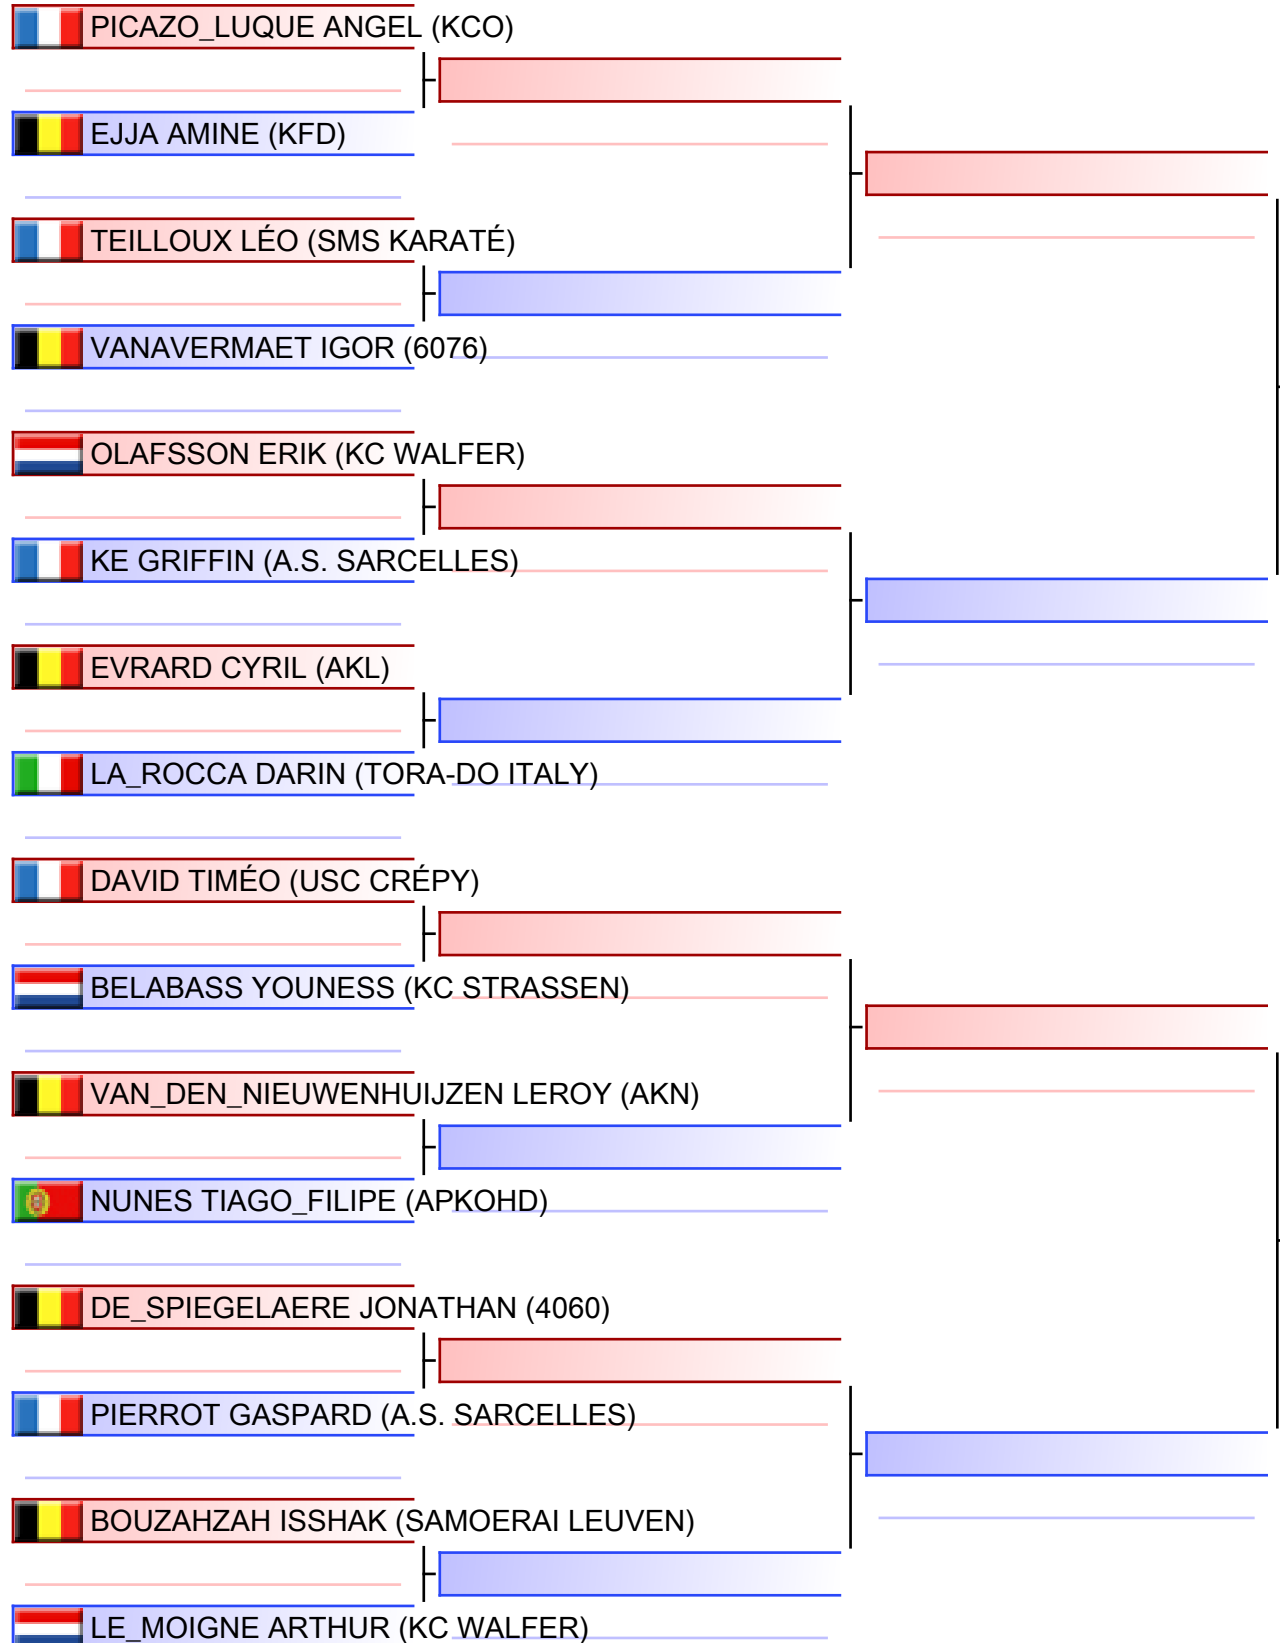 PICAZO_LUQUE ANGEL (KCO)
EJJA AMINE (KFD)
TEILLOUX LÉO (SMS KARATÉ)
VANAVERMAET IGOR (6076)
OLAFSSON ERIK (KC WALFER)
KE GRIFFIN (A.S. SARCELLES)
EVRARD CYRIL (AKL)
LA_ROCCA DARIN (TORA-DO ITALY)
DAVID TIMÉO (USC CRÉPY)
BELABASS YOUNESS (KC STRASSEN)
VAN_DEN_NIEUWENHUIJZEN LEROY (AKN)
NUNES TIAGO_FILIPE (APKOHD)
DE_SPIEGELAERE JONATHAN (4060)
PIERROT GASPARD (A.S. SARCELLES)
BOUZAHZAH ISSHAK (SAMOERAI LEUVEN)
LE_MOIGNE ARTHUR (KC WALFER)